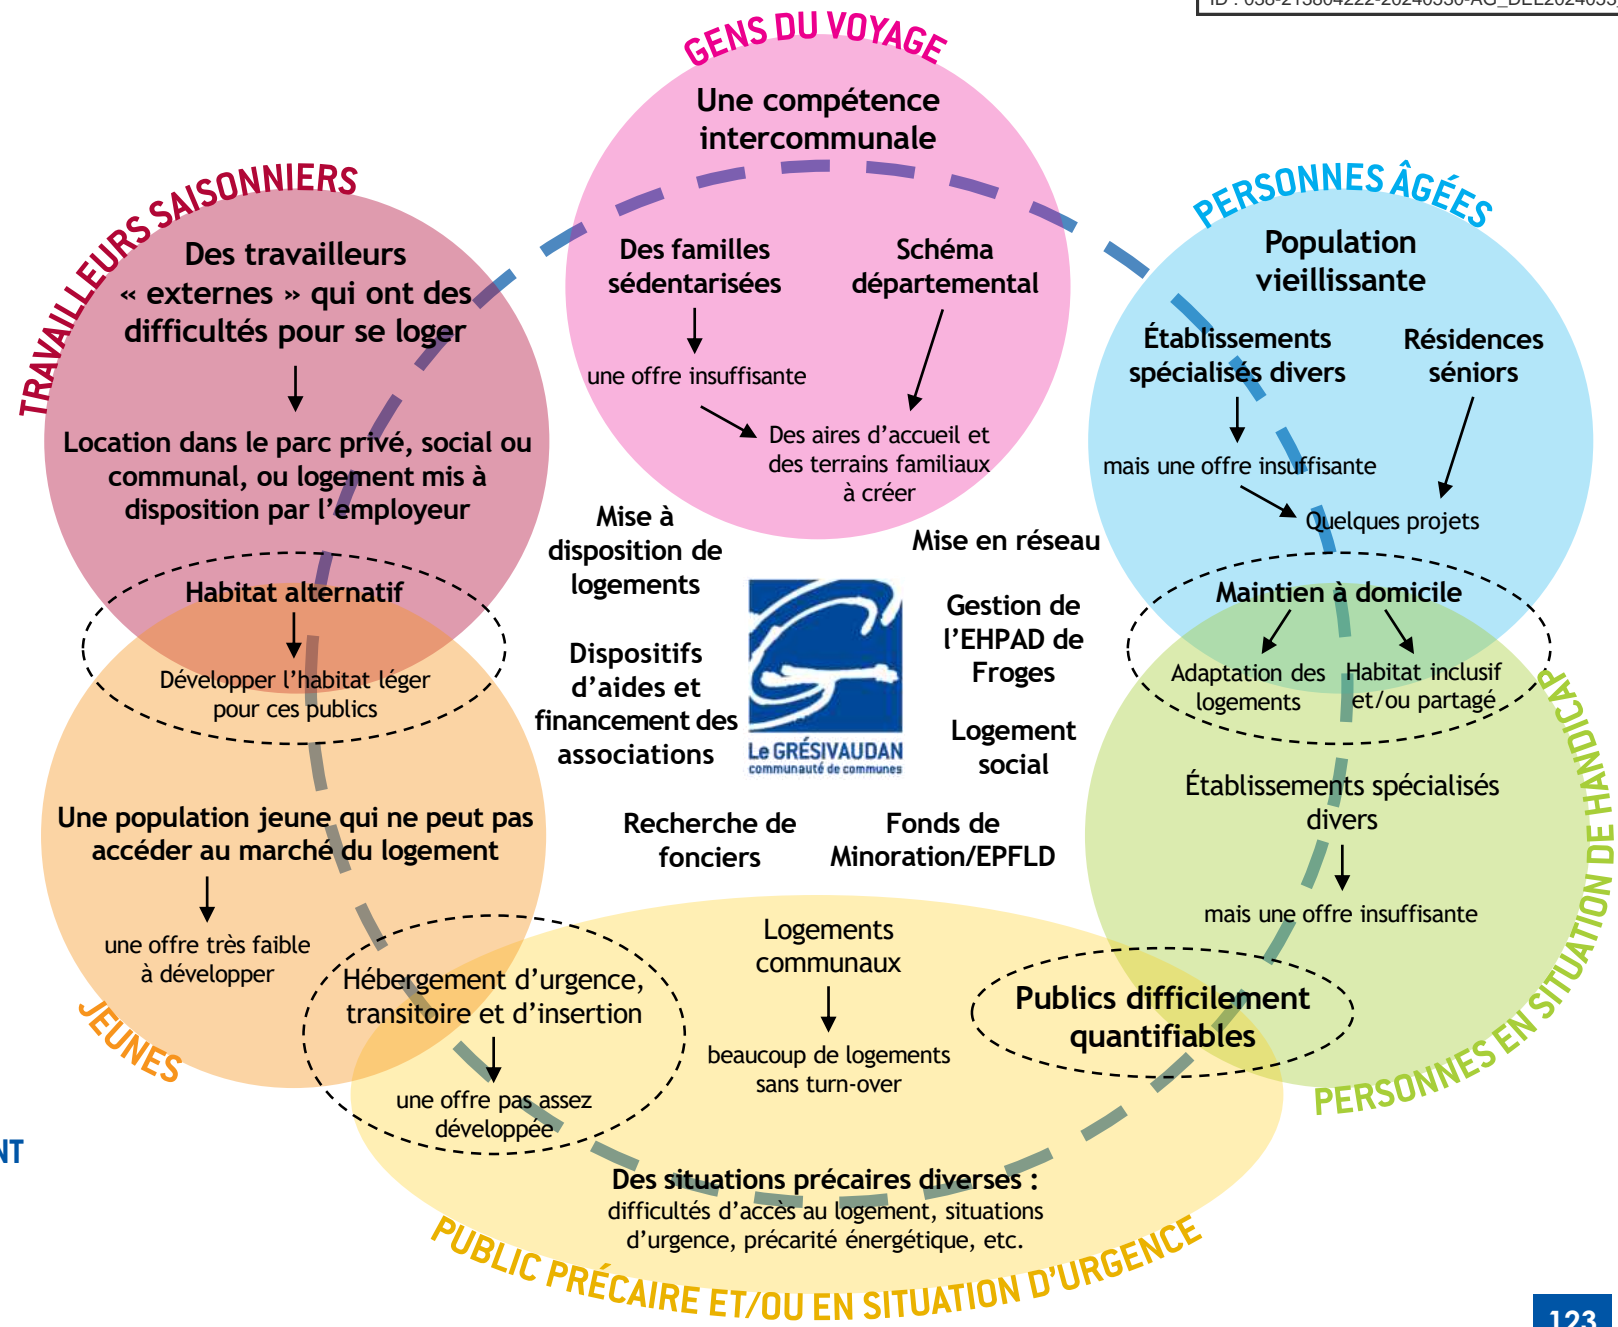 GENS DU VOYAGE
Une compétence
intercommunale
Des familles
sédentarisées
Schéma
départemental
une offre insuffisante
Des aires d’accueil et
des terrains familiaux
à créer
TRAVAILLEURS SAISONNIERS
Des travailleurs
« externes » qui ont des
difficultés pour se loger
Location dans le parc privé, social ou
communal, ou logement mis à
disposition par l’employeur
Habitat alternatif
Développer l’habitat léger
pour ces publics
PERSONNES ÂGÉES
Population
vieillissante
Établissements
spécialisés divers
Résidences
séniors
mais une offre insuffisante
Quelques projets
Maintien à domicile
Adaptation des
logements
Habitat inclusif
et/ou partagé
Mise à
disposition de
logements
Mise en réseau
Gestion de
l’EHPAD de
Froges
Dispositifs
d’aides et
financement des
associations
Le GRÉSIVAUDAN
communauté de communes
Logement
social
Recherche de
fonciers
Fonds de
Minoration/EPFLD
Une population jeune qui ne peut pas
accéder au marché du logement
une offre très faible
à développer
JEUNES
Établissements spécialisés
divers
mais une offre insuffisante
PERSONNES EN SITUATION DE HANDICAP
Hébergement d’urgence,
transitoire et d’insertion
une offre pas assez
développée
Logements
communaux
beaucoup de logements
sans turn-over
Publics difficilement
quantifiables
Des situations précaires diverses :
difficultés d’accès au logement, situations
d’urgence, précarité énergétique, etc.
PUBLIC PRÉCAIRE ET/OU EN SITUATION D’URGENCE
NT
123